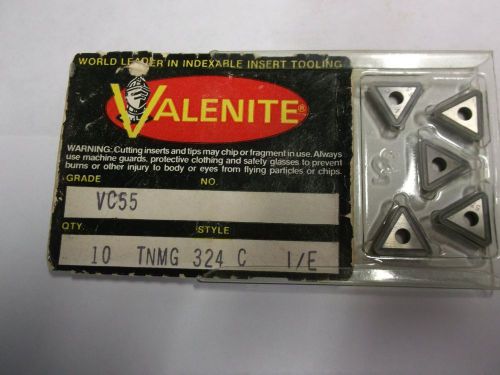 WORLD LEADER IN INDEXABLE INSERT TOOLING
VALENITE®
WARNING: Cutting inserts and tips may chip or fragment in use. Always
use machine guards, protective clothing and safety glasses to prevent
burns or other injury to body or eyes from flying particles or chips.
GRADE NO.
VC55
QTY. STYLE
10 TNMG 324 C I/E